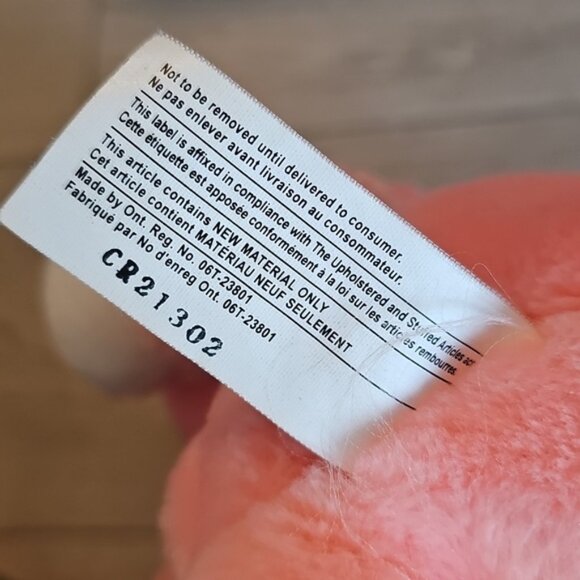 Not to be removed until delivered to consumer.
Ne pas enlever avant livraison au consommateur.
This label is affixed in compliance with The Upholstered and Stuffed Articles act
Cette étiquette est apposée conformément à la loi sur les articles rembourres.
This article contains NEW MATERIAL ONLY
Cet article contient MATÉRIAU NEUF SEULEMENT
Made by Ont. Reg. No. 06T-23801
Fabriqué par No d'enreg Ont. 06T-23801
CR21302